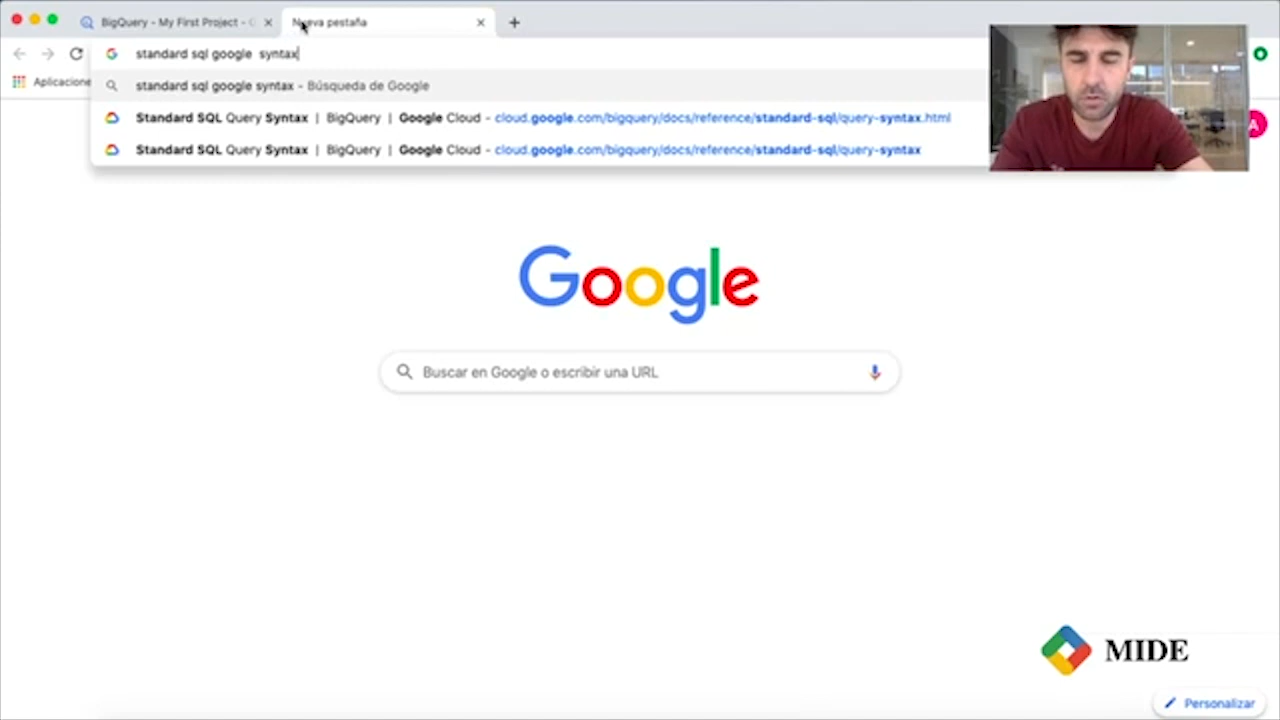 BigQuery - My First Project -
Nueva pestaña
standard sql google  syntax
Aplicacione
standard sql google syntax - Búsqueda de Google
Standard SQL Query Syntax | BigQuery | Google Cloud - cloud.google.com/bigquery/docs/reference/standard-sql/query-syntax.html
Standard SQL Query Syntax | BigQuery | Google Cloud - cloud.google.com/bigquery/docs/reference/standard-sql/query-syntax
A
Google
Buscar en Google o escribir una URL
MIDE
Personalizar